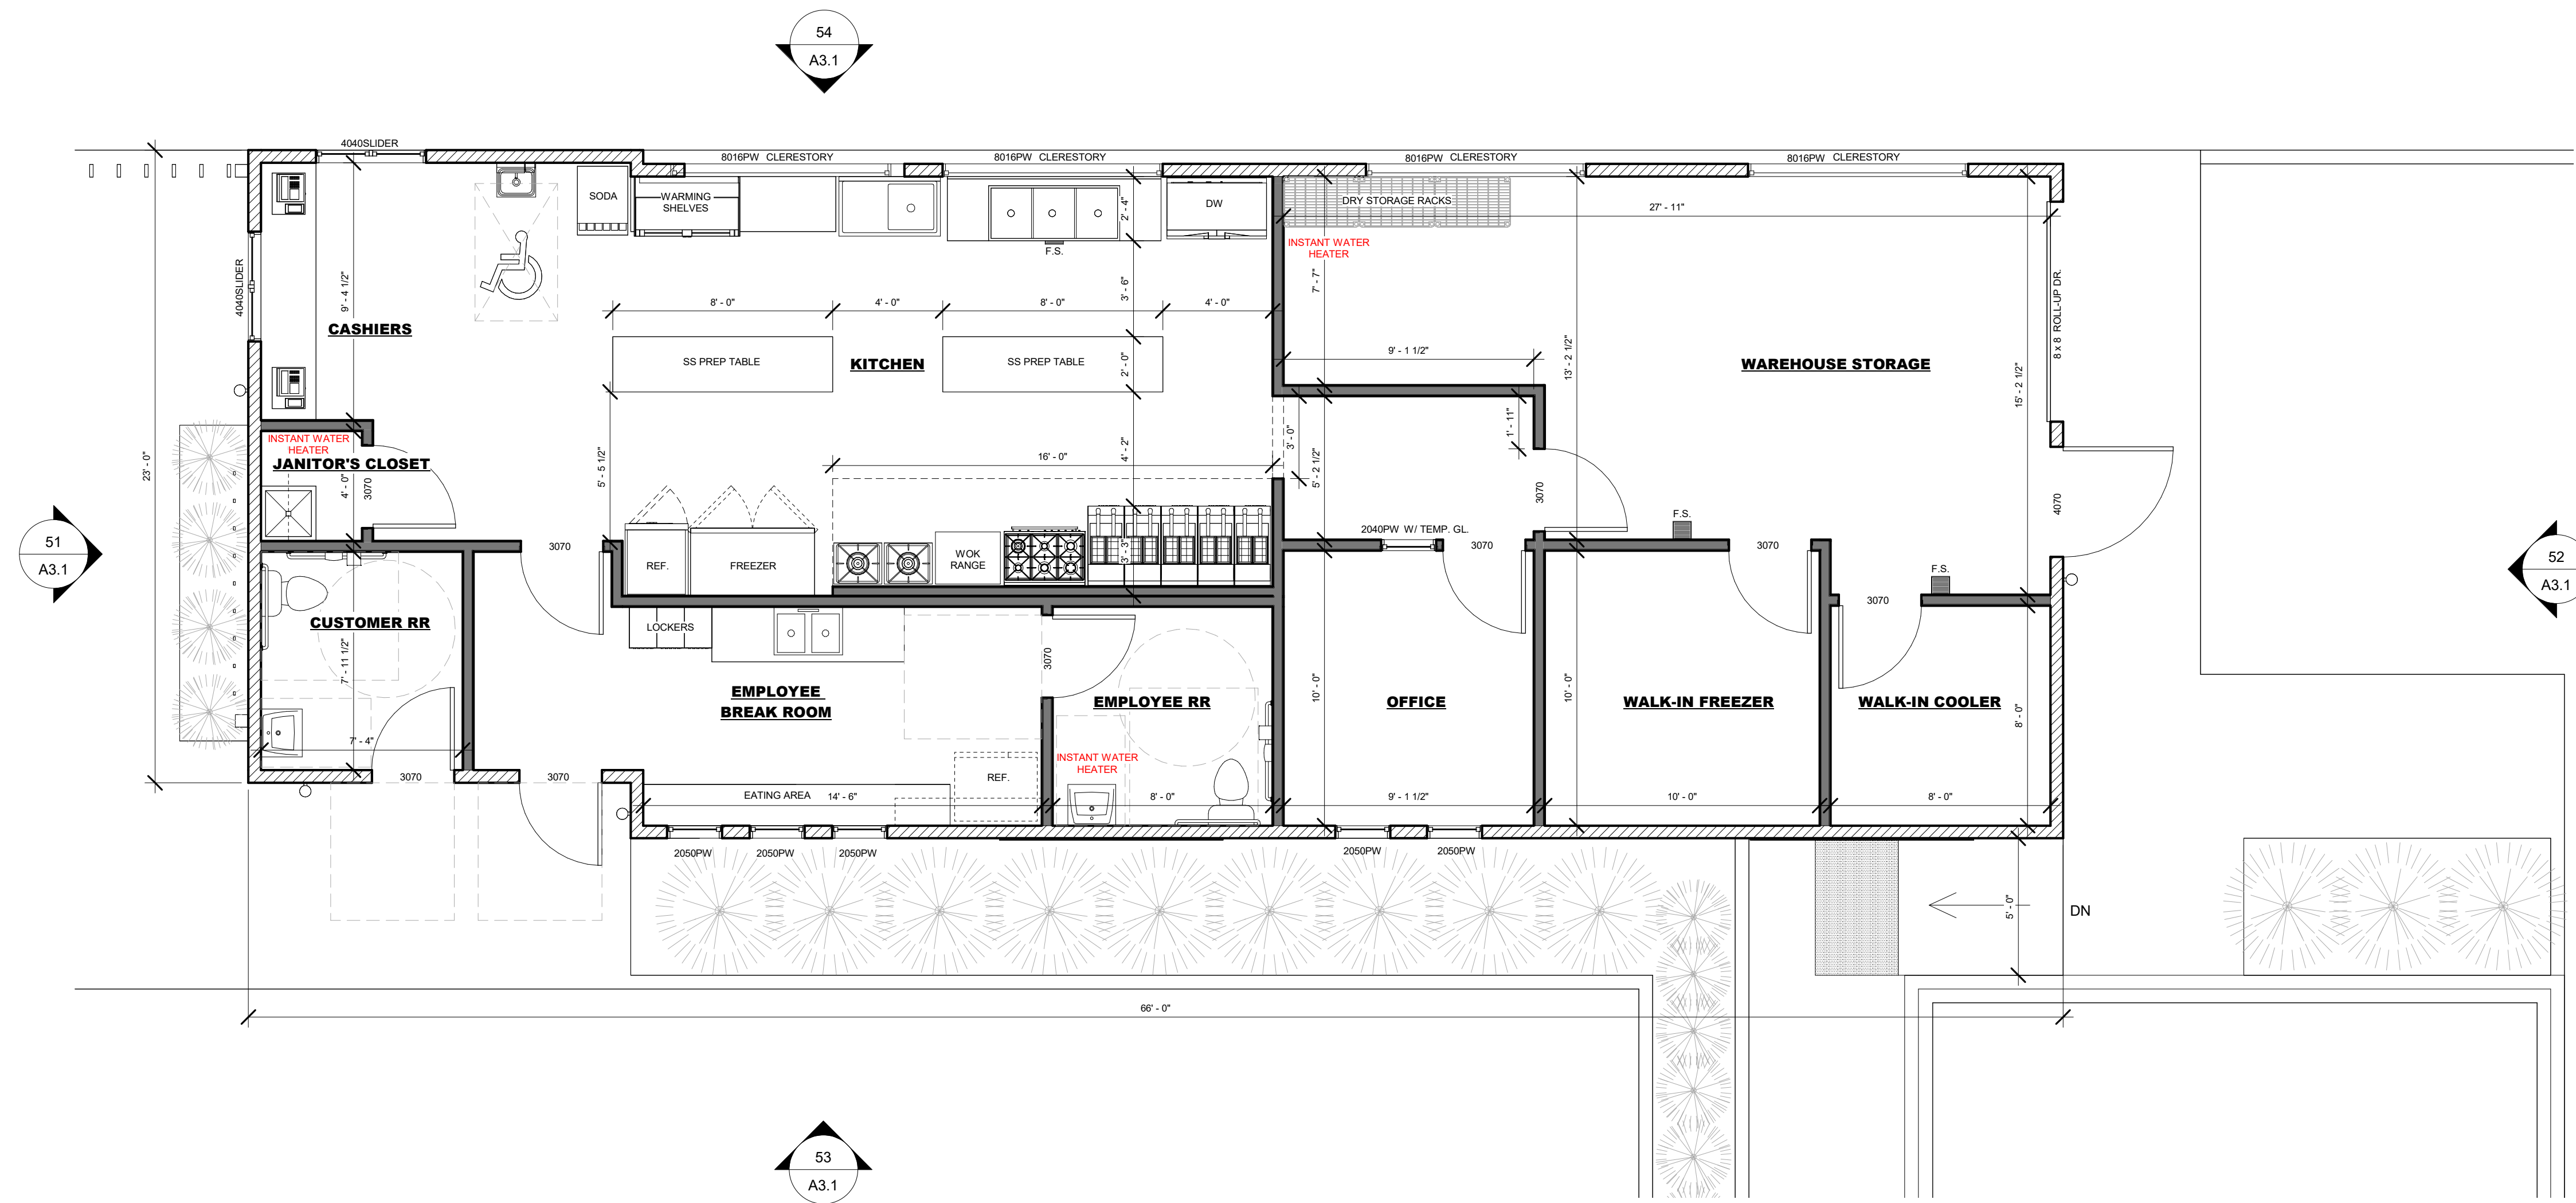 54
A3.1
4040SLIDER
8016PW CLERESTORY
8016PW CLERESTORY
8016PW CLERESTORY
8016PW CLERESTORY
SODA
WARMING
SHELVES
DW
DRY STORAGE RACKS
27' - 11"
2' - 4"
F.S.
INSTANT WATER
HEATER
4040SLIDER
9' - 4 1/2"
7' - 7"
3' - 6"
8' - 0"
4' - 0"
8' - 0"
4' - 0"
8 x 8 ROLL-UP DR.
CASHIERS
SS PREP TABLE
KITCHEN
SS PREP TABLE
2' - 0"
9' - 1 1/2"
13' - 2 1/2"
WAREHOUSE STORAGE
15' - 2 1/2"
1' - 11"
INSTANT WATER
HEATER
JANITOR'S CLOSET
4' - 0"
3070
23' - 0"
5' - 5 1/2"
16' - 0"
4' - 2"
3' - 0"
5' - 2 1/2"
3070
4070
F.S.
2040PW W/ TEMP. GL.
51
A3.1
3070
REF.
FREEZER
WOK
RANGE
3' - 3"
3070
3070
F.S.
3070
52
A3.1
CUSTOMER RR
7' - 11 1/2"
LOCKERS
3070
EMPLOYEE
BREAK ROOM
EMPLOYEE RR
10' - 0"
OFFICE
10' - 0"
WALK-IN FREEZER
WALK-IN COOLER
8' - 0"
7' - 4"
INSTANT WATER
HEATER
3070
3070
REF.
EATING AREA
14' - 6"
8' - 0"
9' - 1 1/2"
10' - 0"
8' - 0"
2050PW
2050PW
2050PW
2050PW
2050PW
5' - 0"
DN
66' - 0"
53
A3.1